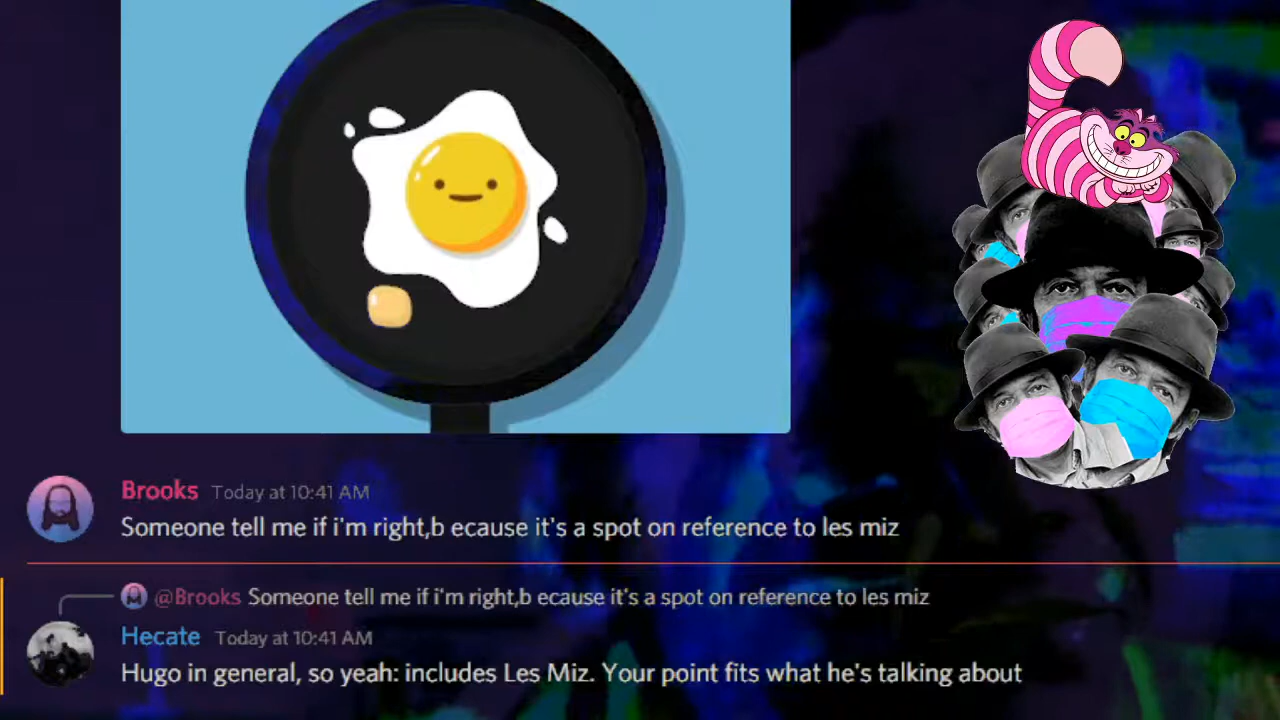 Brooks Today at 10:41 AM
Someone tell me if i'm right,b ecause it's a spot on reference to les miz
@Brooks Someone tell me if i'm right,b ecause it's a spot on reference to les miz
Hecate Today at 10:41 AM
Hugo in general, so yeah: includes Les Miz. Your point fits what he's talking about